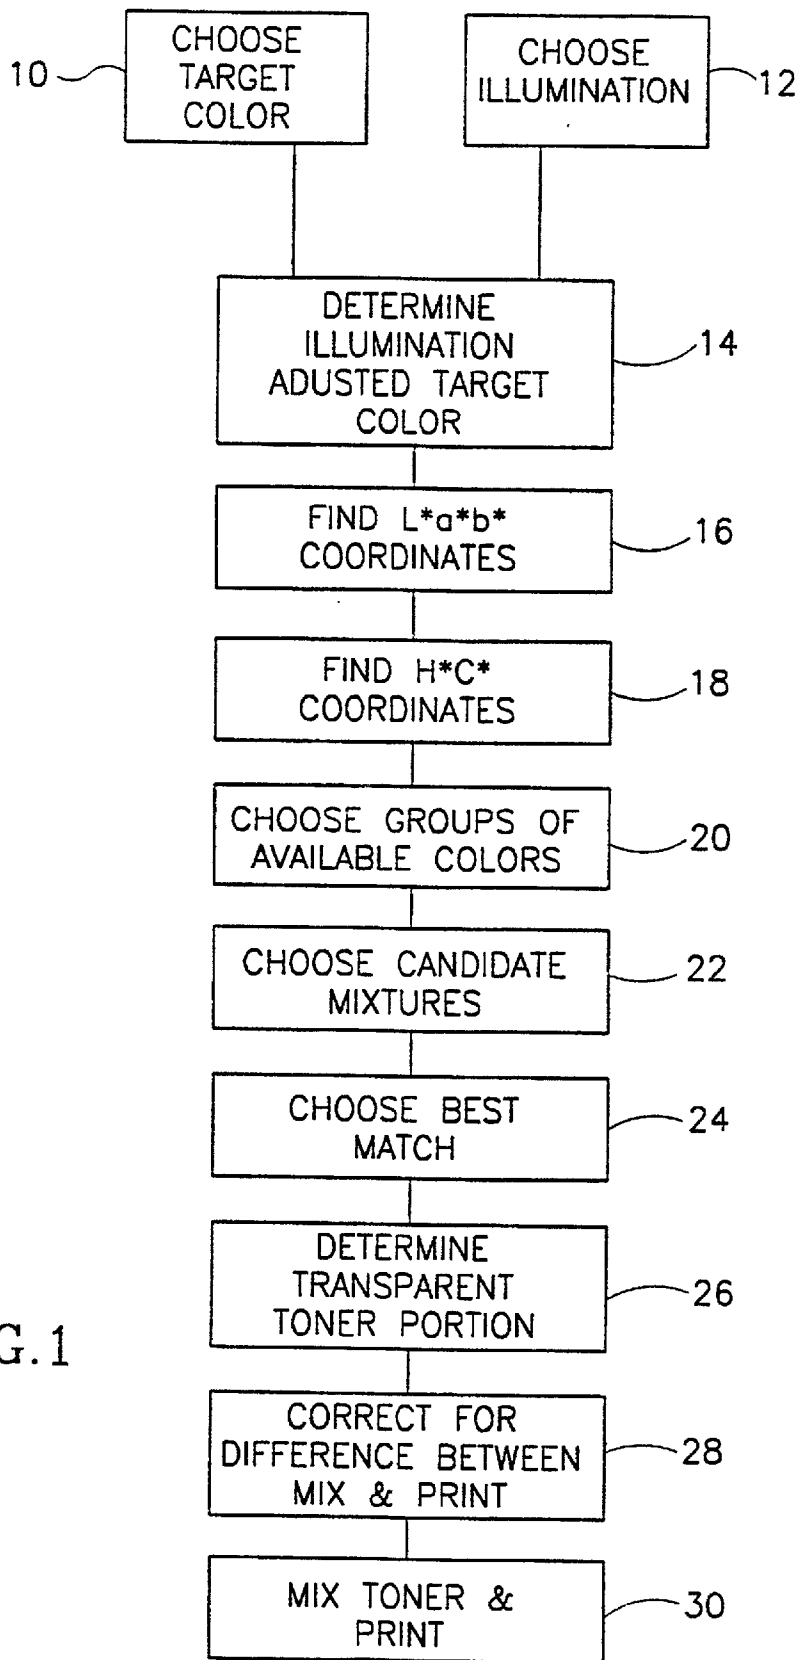 10
CHOOSE
TARGET
COLOR
CHOOSE
ILLUMINATION
12
DETERMINE
ILLUMINATION
ADUSTED TARGET
COLOR
14
FIND L*a*b*
COORDINATES
16
FIND H*C*
COORDINATES
18
CHOOSE GROUPS OF
AVAILABLE COLORS
20
CHOOSE CANDIDATE
MIXTURES
22
CHOOSE BEST
MATCH
24
DETERMINE
TRANSPARENT
TONER PORTION
26
G.1
CORRECT FOR
DIFFERENCE BETWEEN
MIX & PRINT
28
MIX TONER &
PRINT
30